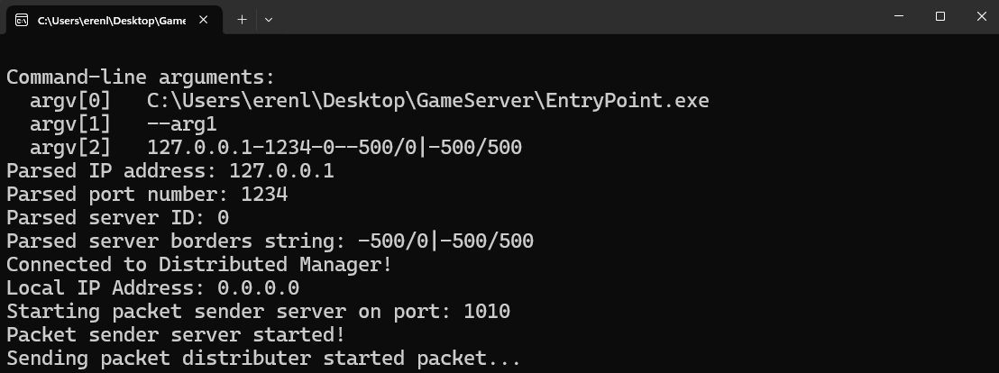 C:\Users\erenl\Desktop\Game
Command-line arguments:
argv[0] C:\Users\erenl\Desktop\GameServer\EntryPoint.exe
argv[1] --arg1
argv[2] 127.0.0.1-1234-0--500/0|-500/500
Parsed IP address: 127.0.0.1
Parsed port number: 1234
Parsed server ID: 0
Parsed server borders string: -500/0|-500/500
Connected to Distributed Manager!
Local IP Address: 0.0.0.0
Starting packet sender server on port: 1010
Packet sender server started!
Sending packet distributer started packet...